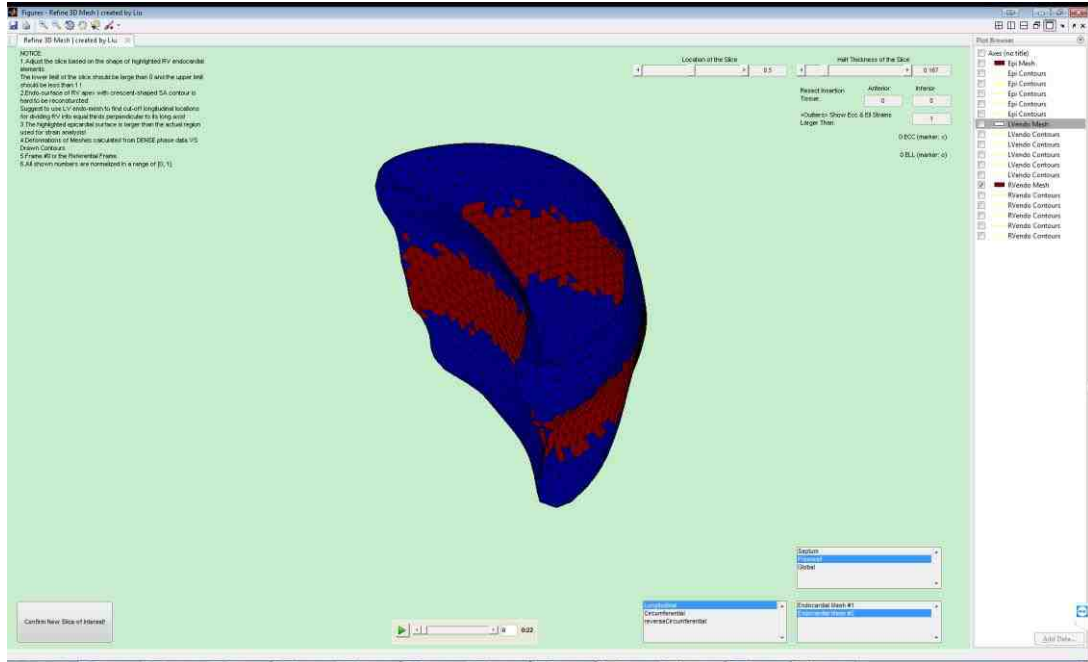 Figures - Refine 3D Mesh | created by Liu
Refine 3D Mesh | created by Liu
Plot Browser
NOTICE:
1.Adjust the slice based on the shape of highlighted RV endocardial
elements
The lower limit of the slice should be large than 0 and the upper limit
should be less than 1 !
2.Endo-surface of RV apex with crescent-shaped SA contour is
hard to be reconstructed
Suggest to use LV endo-mesh to find cut-off longitudinal locations
for dividing RV into equal thirds perpendicular to its long axis!
3.The highlighted epicardial surface is larger than the actual region
used for strain analysis!
4.Deformations of Meshes calculated from DENSE phase data VS
Drawn Contours
5.Frame #0 is the Referential Frame
6.All shown numbers are normalized in a range of [0, 1]
Location of the Slice
0.5
Half Thickness of the Slice
0.167
Resect Insertion
Tissue:
Anterior
Inferior
0
0
>Outliers> Show Ecc & Ell Strains
Larger Than:
1
0 ECC (marker: <)
0 ELL (marker: o)
Axes (no title)
Epi Mesh
Epi Contours
Epi Contours
Epi Contours
Epi Contours
Epi Contours
LVendo Mesh
LVendo Contours
LVendo Contours
LVendo Contours
LVendo Contours
LVendo Contours
RVendo Mesh
RVendo Contours
RVendo Contours
RVendo Contours
RVendo Contours
RVendo Contours
Septum
Freewall
Global
Longitudinal
Circumferential
reverseCircumferential
Endocardial Mesh #1
Endocardial Mesh #2
Confirm New Slice of Interest!
0
0:22
Add Data...